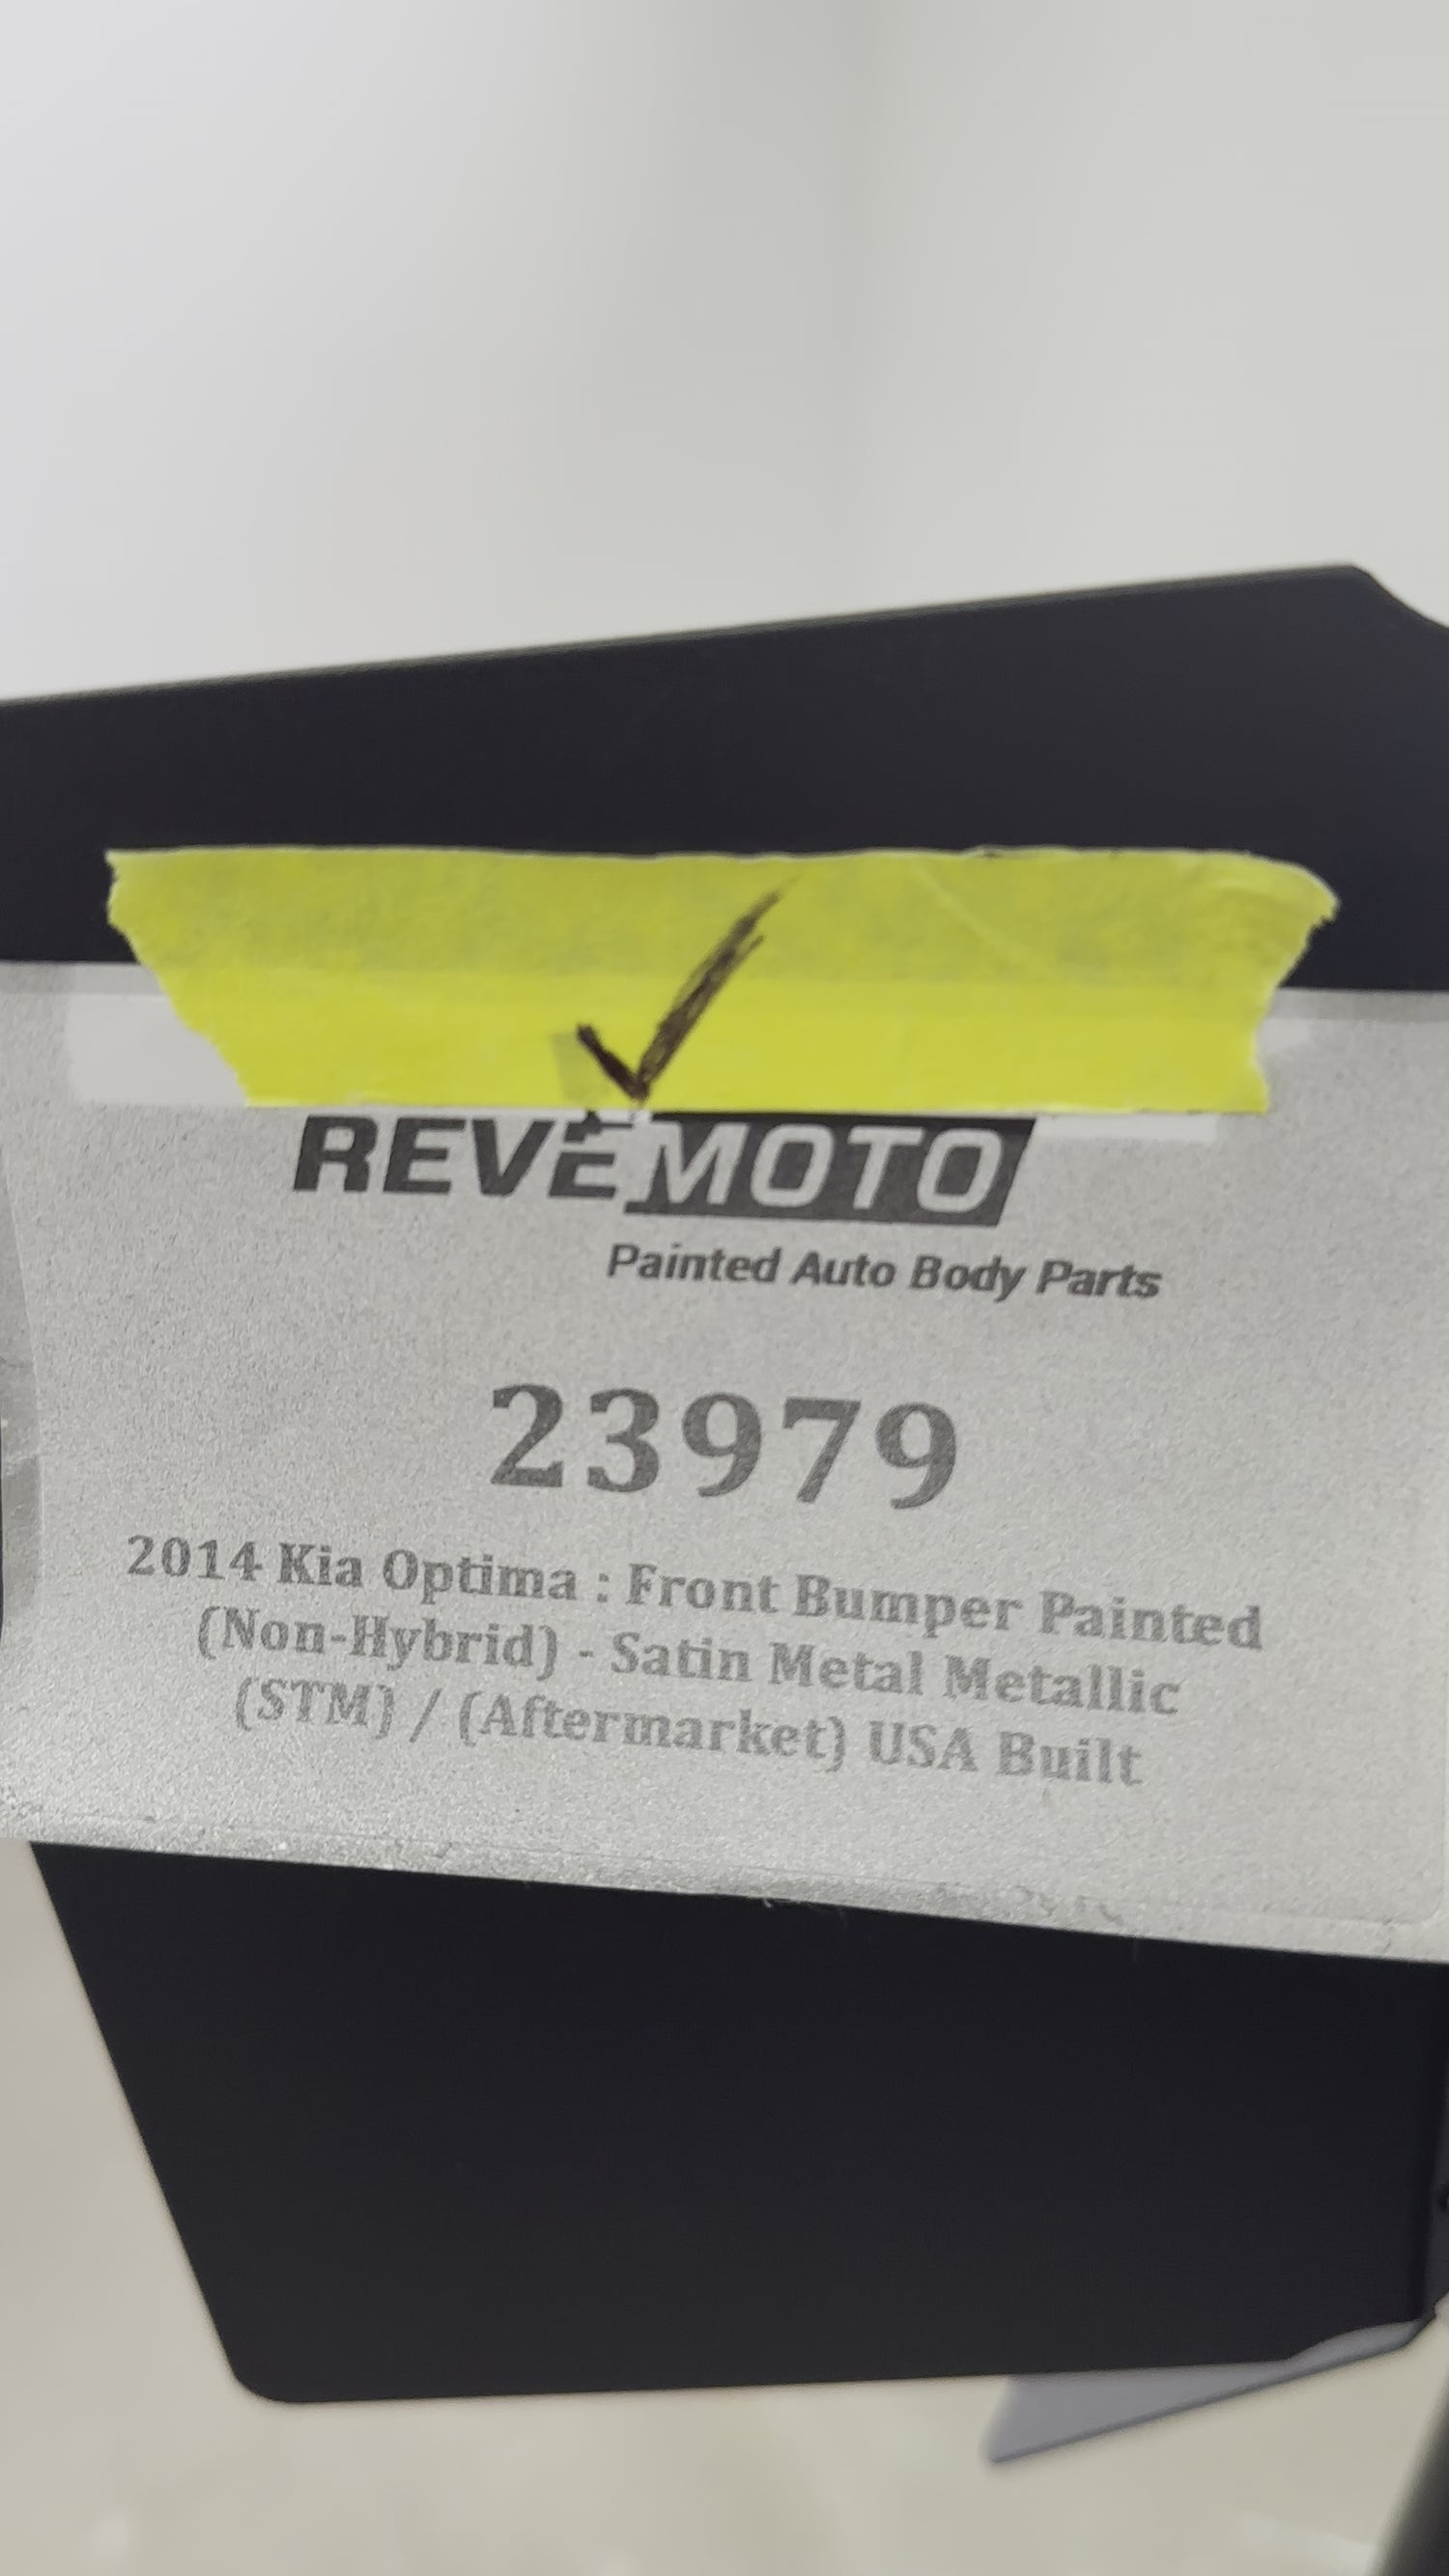 REVEMOTO
Painted Auto Body Parts
23979
2014 Kia Optima : Front Bumper Painted
(Non-Hybrid) - Satin Metal Metallic
(STM) / (Aftermarket) USA Built